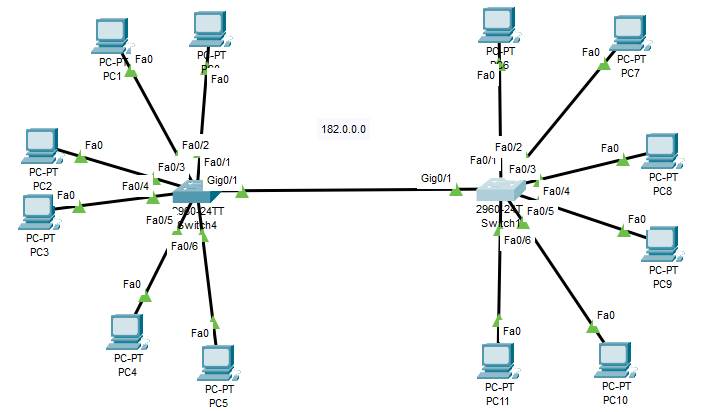 PC-PT
PC1
Fa0
PC-PT
Fa0
PC-PT
Fa0
Fa0
PC-PT
PC7
182.0.0.0
Fa0/2
Fa0/1
Fa0/3
Fa0/4
Gig0/1
Fa0
PC-PT
PC2
Fa0
PC-PT
PC3
2960-24TT
Switch4
Fa0/5
Fa0/6
Fa0/2
Fa0/1
Fa0/3
Gig0/1
Fa0/4
Fa0/5
2960-24T
Switch1
Fa0/6
Fa0
PC-PT
PC8
Fa0
PC-PT
PC9
Fa0
PC-PT
PC4
Fa0
PC-PT
PC5
Fa0
PC-PT
PC11
Fa0
PC-PT
PC10